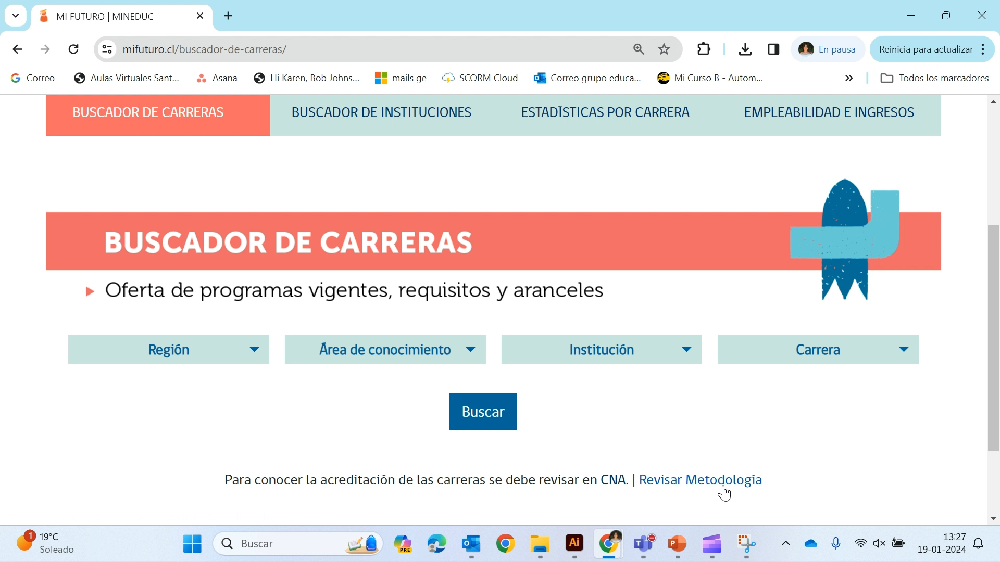 MI FUTURO | MINEDUC
mifuturo.cl/buscador-de-carreras/
En pausa
Reinicia para actualizar
Correo
Aulas Virtuales Sant...
Asana
Hi Karen, Bob Johns...
mails ge
SCORM Cloud
Correo grupo educa...
Mi Curso B - Autom...
Todos los marcadores
BUSCADOR DE CARRERAS
BUSCADOR DE INSTITUCIONES
ESTADÍSTICAS POR CARRERA
EMPLEABILIDAD E INGRESOS
BUSCADOR DE CARRERAS
Oferta de programas vigentes, requisitos y aranceles
Región
Área de conocimiento
Institución
Carrera
Buscar
Para conocer la acreditación de las carreras se debe revisar en CNA. | Revisar Metodología
1
19°C
Soleado
Buscar
PRE
Ai
13:27
19-01-2024